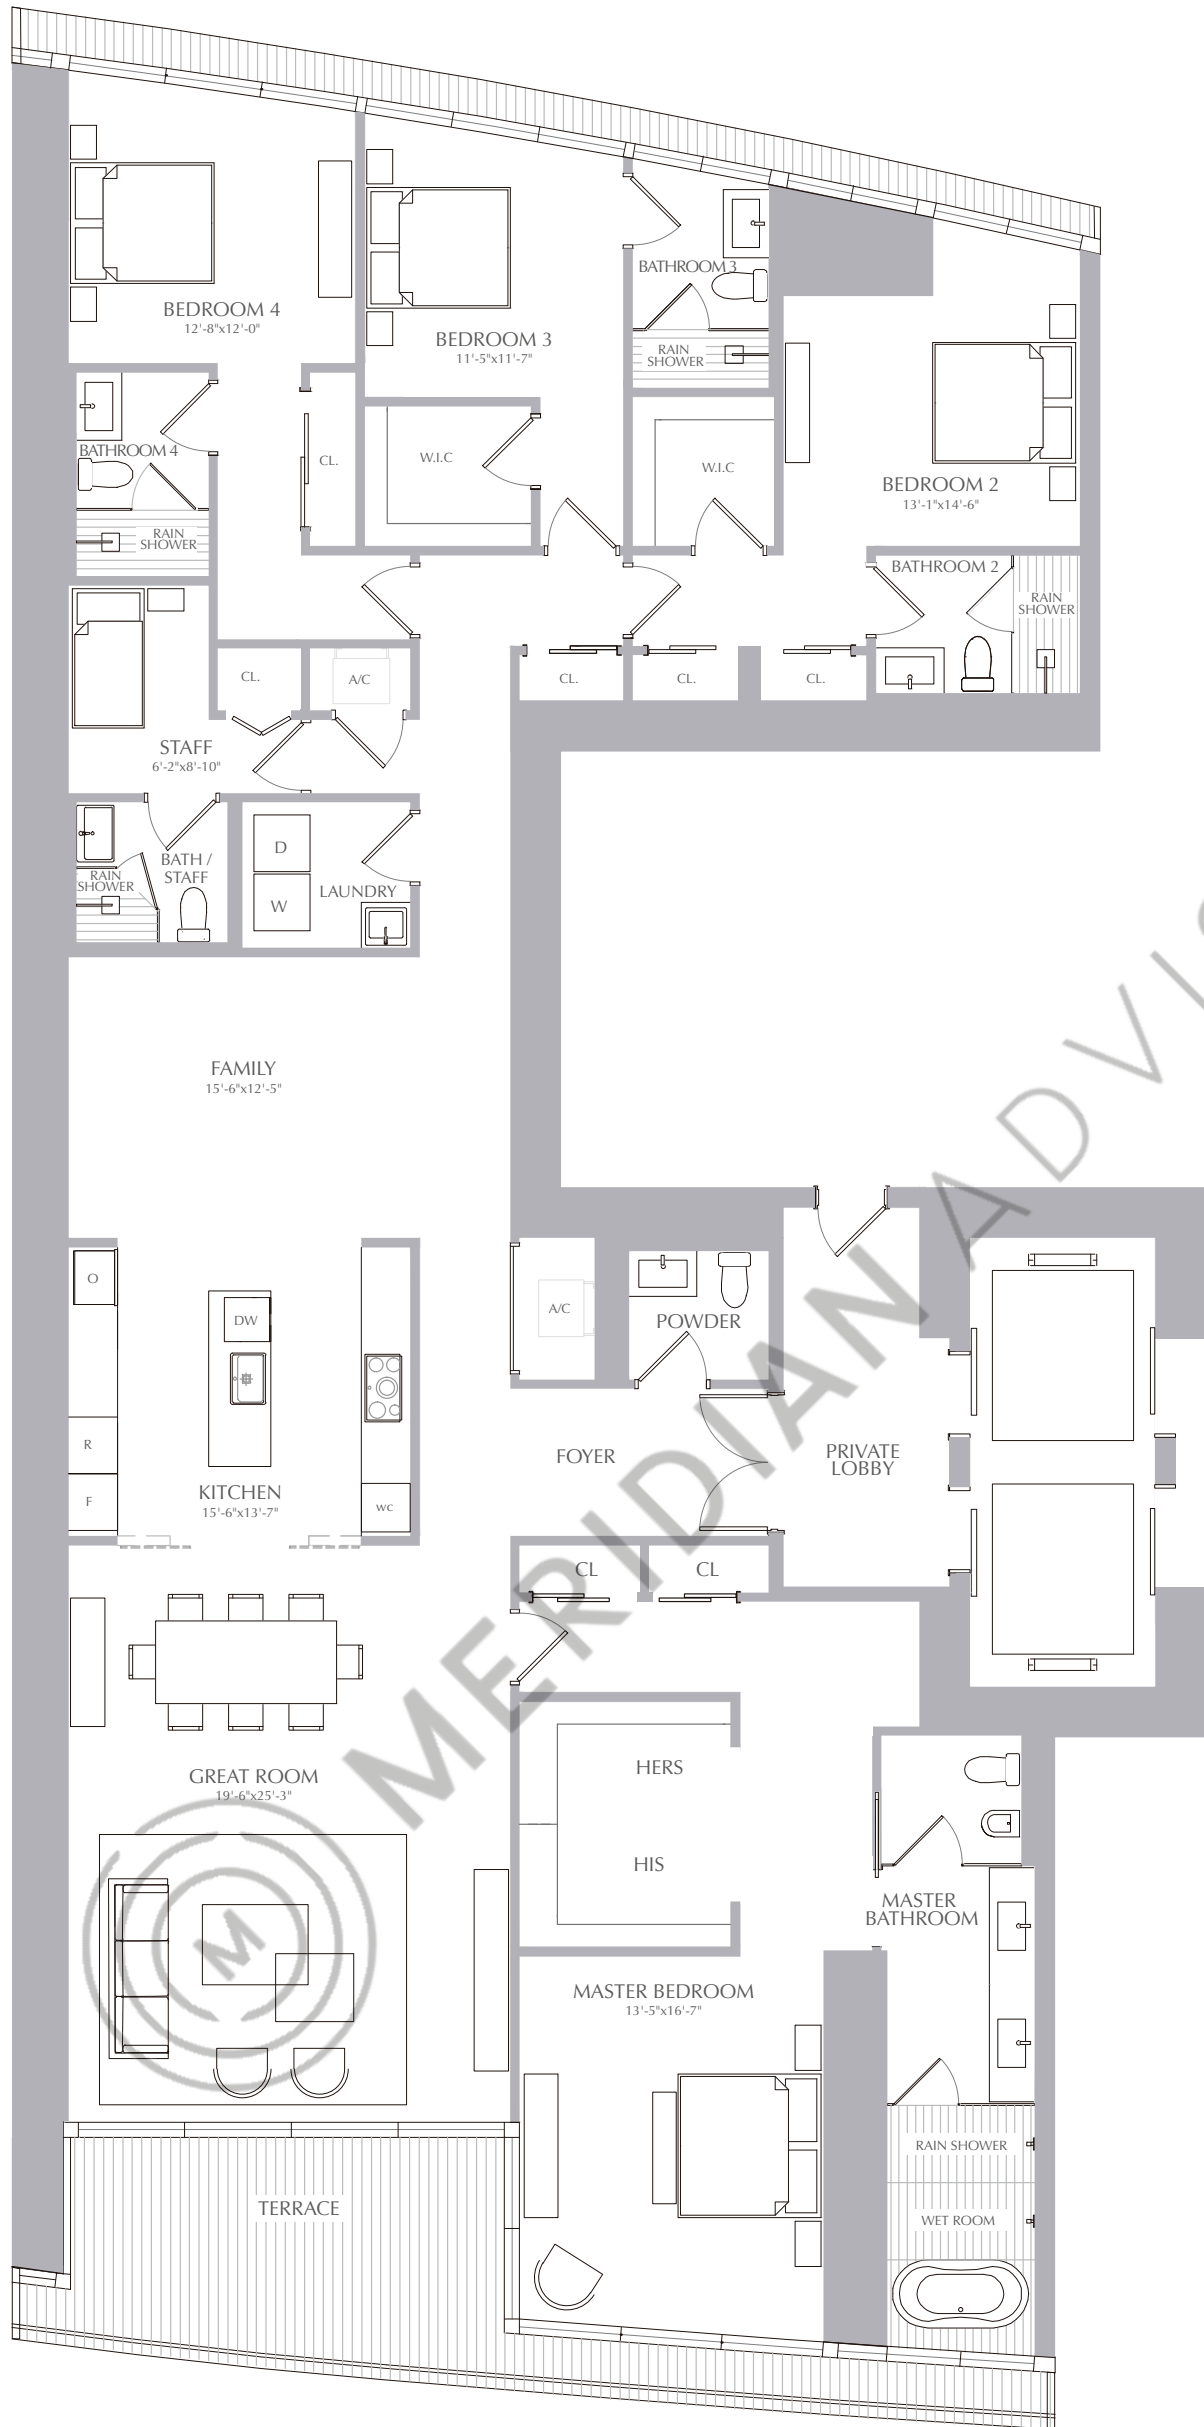 BEDROOM 4
12'-8"x12'-0"
BEDROOM 3
11'-5"x11'-7"
BATHROOM 3
RAIN
SHOWER
BATHROOM 4
RAIN
SHOWER
CL.
W.I.C
W.I.C
BEDROOM 2
13'-1"x14'-6"
BATHROOM 2
RAIN
SHOWER
CL.
A/C
CL.
CL.
CL.
STAFF
6'-2"x8'-10"
BATH /
STAFF
RAIN
SHOWER
D
W
LAUNDRY
FAMILY
15'-6"x12'-5"
O
DW
R
F
KITCHEN
15'-6"x13'-7"
wc
A/C
POWDER
FOYER
PRIVATE
LOBBY
CL
CL
GREAT ROOM
19'-6"x25'-3"
HERS
HIS
MASTER
BATHROOM
MASTER BEDROOM
13'-5"x16'-7"
RAIN SHOWER
WET ROOM
TERRACE
M
MERIDIAN ADVIS